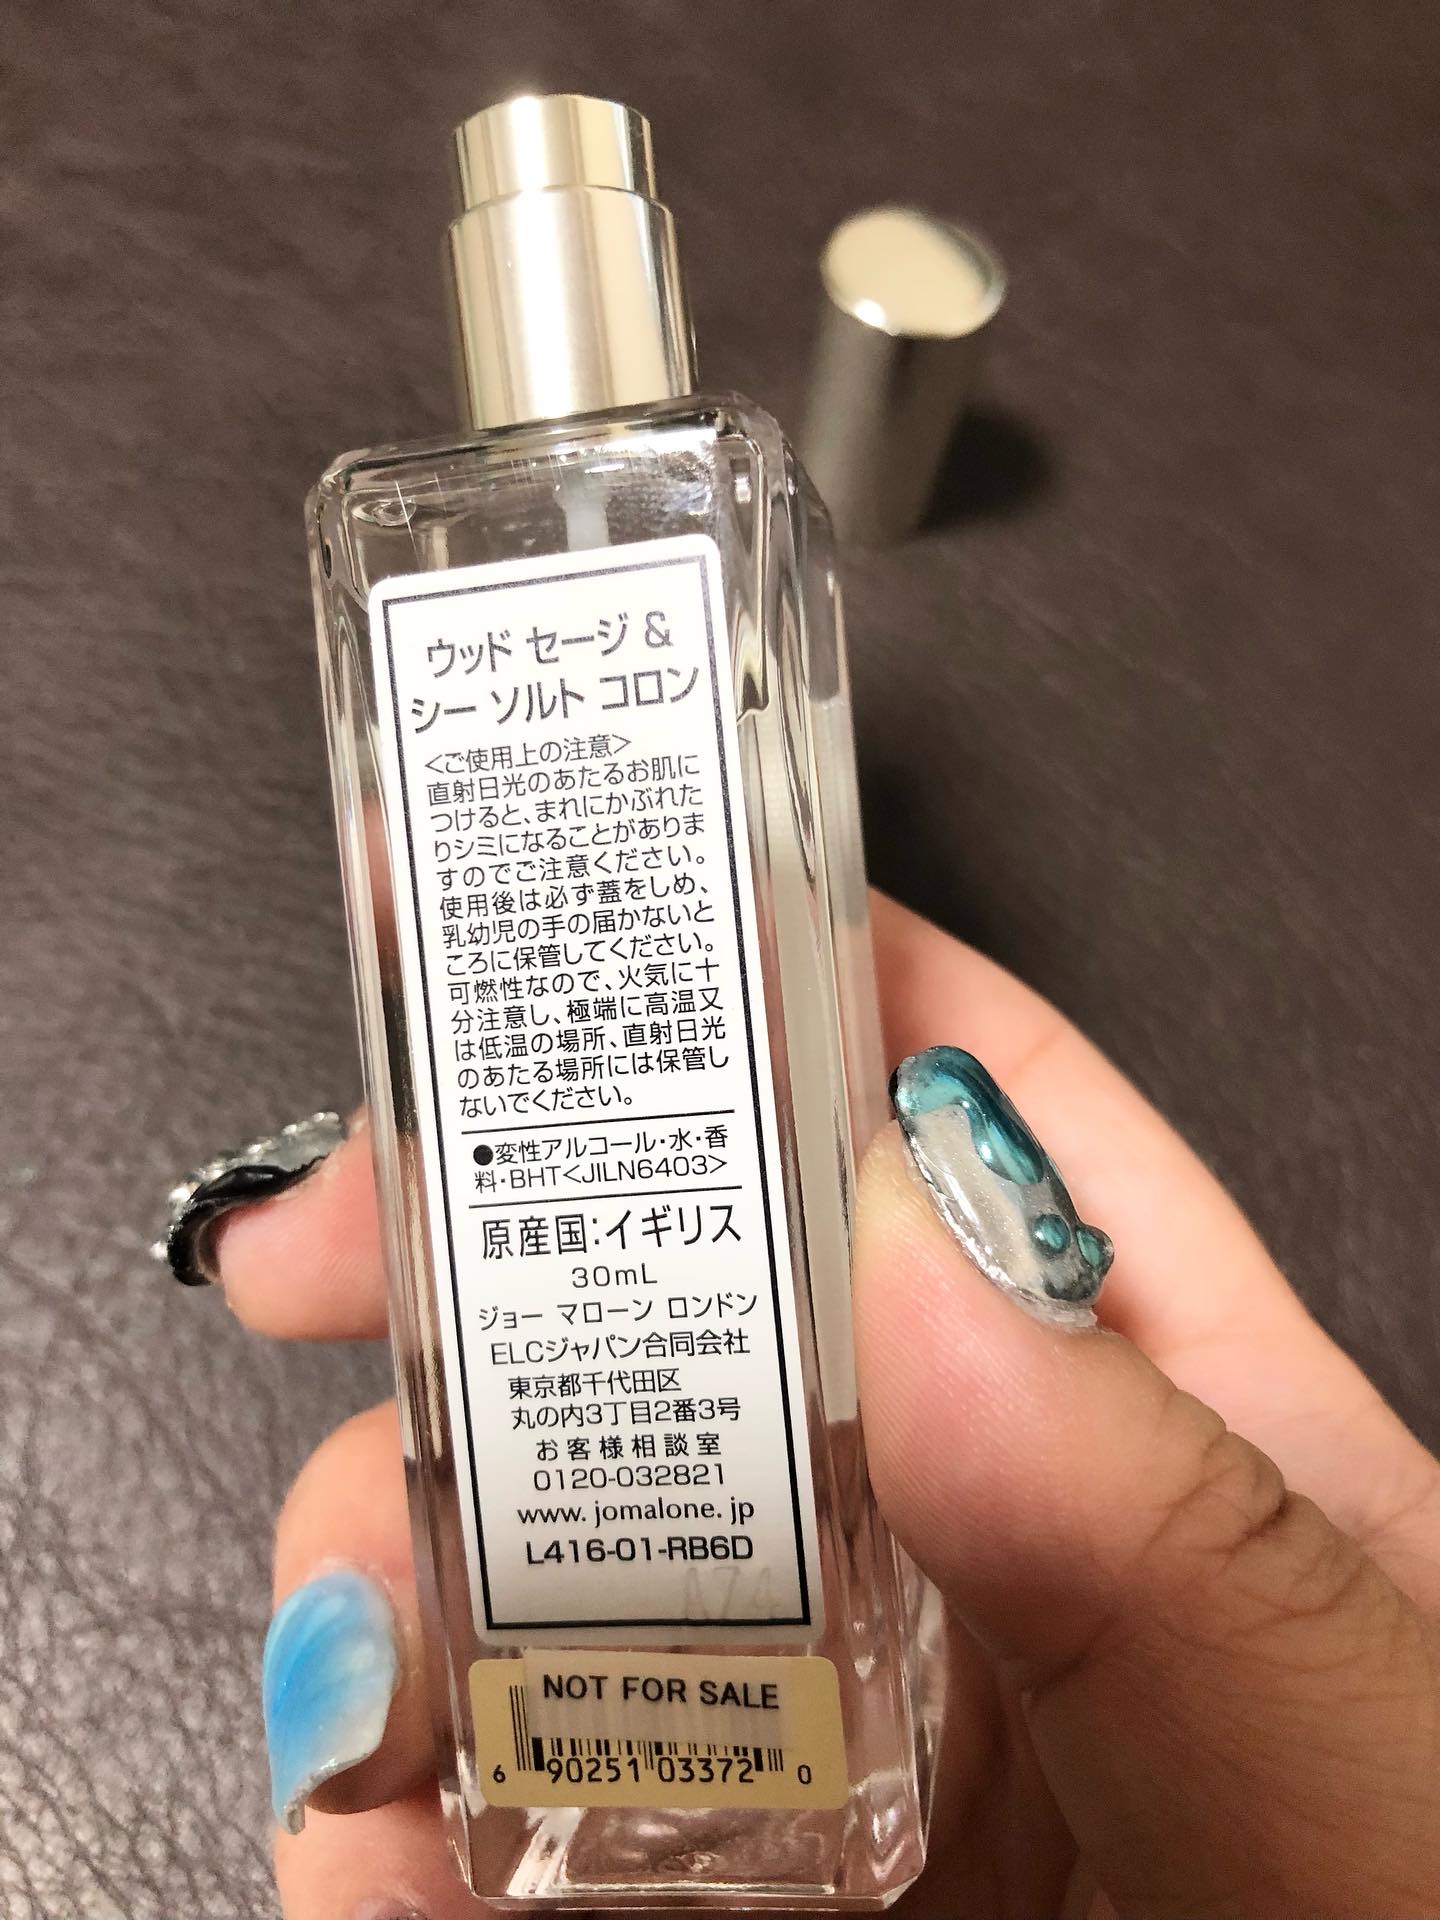 ウッド セージ &
シー ソルト コロン
<ご使用上の注意>
直射日光のあたるお肌に
つけると、まれにかぶれた
りシミになることがありま
すのでご注意ください。
使用後は必ず蓋をしめ、
乳幼児の手の届かないと
ころに保管してください。
可燃性なので、火気に十
分注意し、極端に高温又
は低温の場所、直射日光
のあたる場所には保管し
ないでください。
●変性アルコール・水・香
料・BHT<JILN6403>
原産国:イギリス
30mL
ジョー マローン ロンドン
ELCジャパン合同会社
東京都千代田区
丸の内3丁目2番3号
お客様相談室
0120-032821
www. jomalone. jp
L416-01-RB6D
A74
NOT FOR SALE
6 90251 03372 0